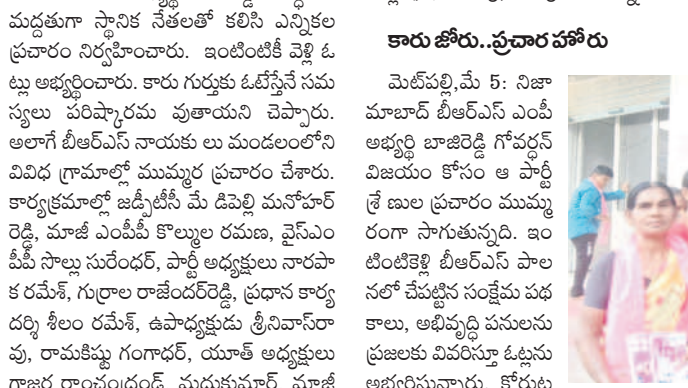 మద్దతుగా స్థానిక నేతలతో కలిసి ఎన్నికల
ప్రచారం నిర్వహించారు. ఇంటింటికీ వెళ్లి ఓ
ట్లు అభ్యర్థించారు. కారు గుర్తుకు ఓటేస్తేనే సమ
స్యలు పరిష్కారమ వుతాయని చెప్పారు.
అలాగే బీఆర్ఎస్ నాయకు లు మండలంలోని
వివిధ గ్రామాల్లో ముమ్మర ప్రచారం చేశారు.
కార్యక్రమాల్లో జడ్పీటీసీ మే డిపెల్లి మనోహర్
రెడ్డి, మాజీ ఎంపీపీ కొల్ముల రమణ, వైస్ఎం
పీపీ సొల్లు సురేంధర్, పార్టీ అధ్యక్షులు నారపా
క రమేశ్, గుర్రాల రాజేందర్‌రెడ్డి, ప్రధాన కార్య
దర్శి శీలం రమేశ్, ఉపాధ్యక్షుడు శ్రీనివాస్‌రా
వు, రామకిష్టు గంగాధర్, యూత్ అధ్యక్షులు
కారు జోరు..ప్రచార హోరు
మెట్‌పల్లి,మే 5: నిజా
మాబాద్ బీఆర్ఎస్ ఎంపీ
అభ్యర్థి బాజిరెడ్డి గోవర్ధన్
విజయం కోసం ఆ పార్టీ
శ్రే ణుల ప్రచారం ముమ్మ
రంగా సాగుతున్నది. ఇం
టింటికెళ్లి బీఆర్ఎస్ పాల
నలో చేపట్టిన సంక్షేమ పథ
కాలు, అభివృద్ధి పనులను
ప్రజలకు వివరిస్తూ ఓట్లను
అభ్యర్థిస్తున్నారు. కోరుట్ల